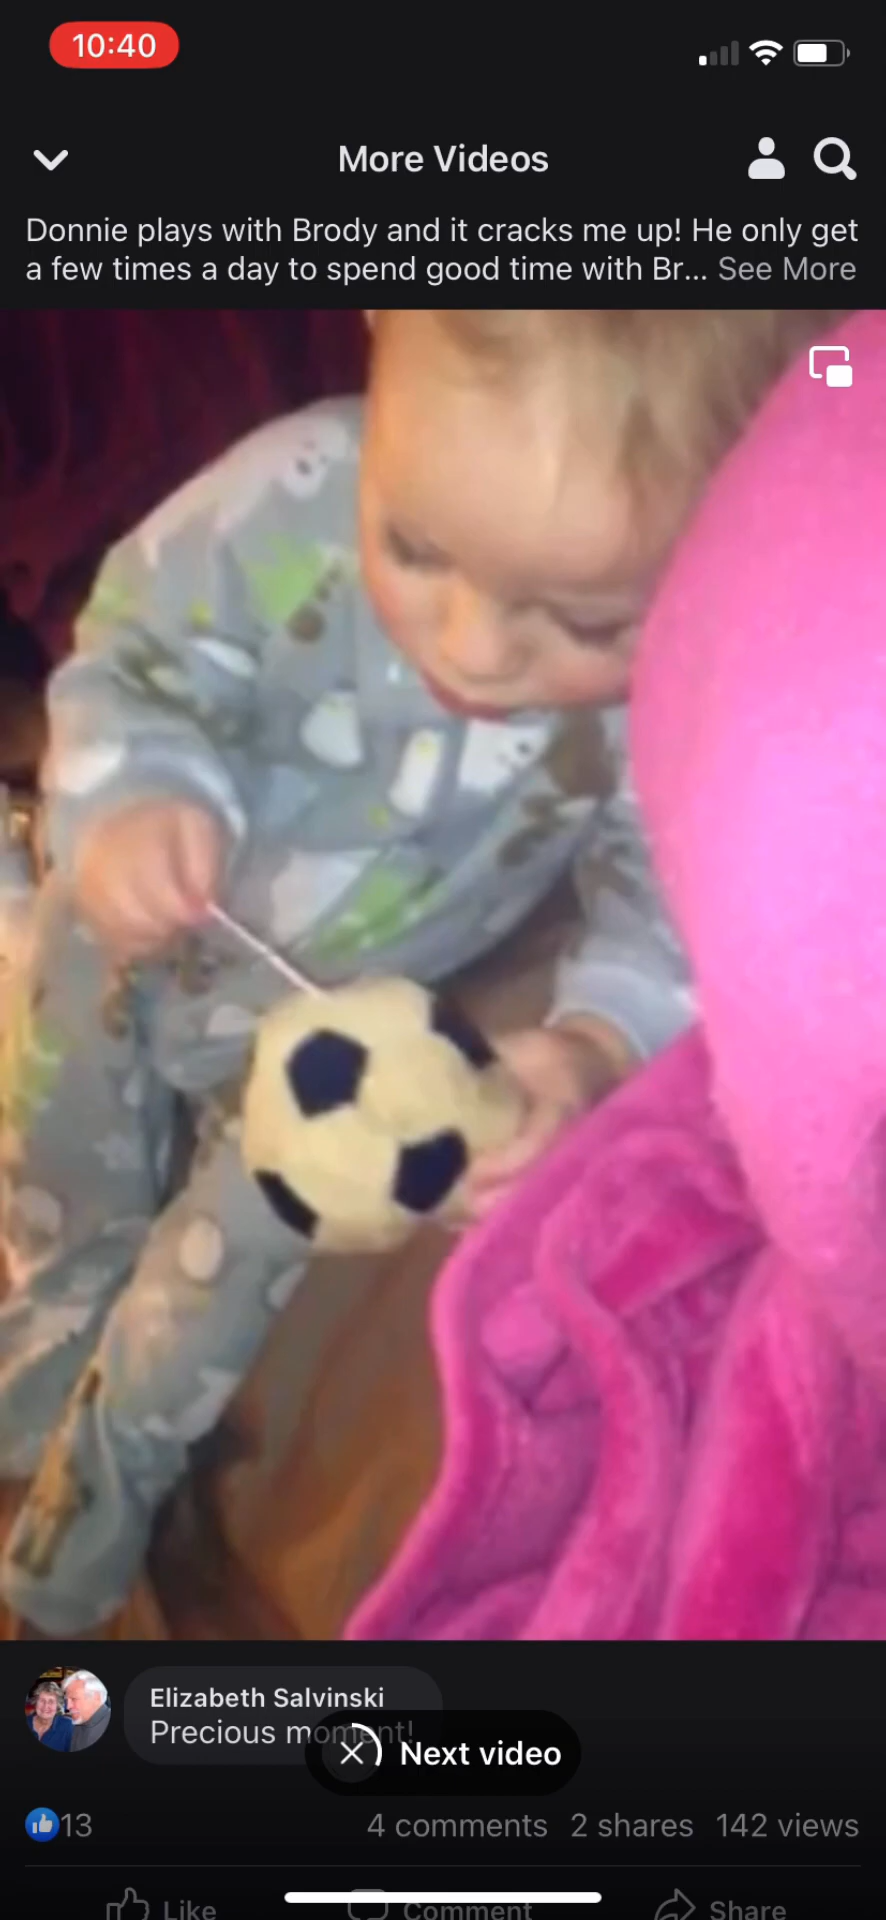 10:40
More Videos
Donnie plays with Brody and it cracks me up! He only get
a few times a day to spend good time with Br... See More
Elizabeth Salvinski
Precious moment!
Next video
13
4 comments 2 shares 142 views
Like Comment Share